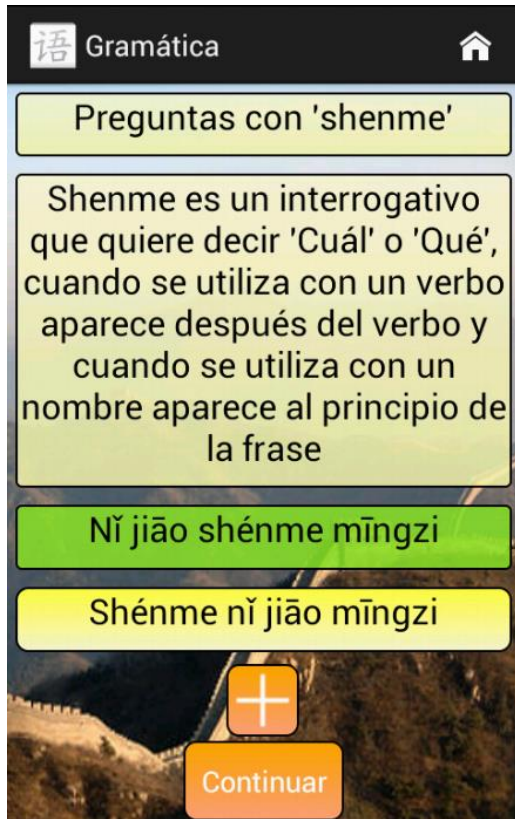 语 Gramática
Preguntas con 'shenme'
Shenme es un interrogativo
que quiere decir 'Cuál' o 'Qué',
cuando se utiliza con un verbo
aparece después del verbo y
cuando se utiliza con un
nombre aparece al principio de
la frase
Nǐ jiāo shénme mīngzi
Shénme nǐ jiāo mīngzi
Continuar